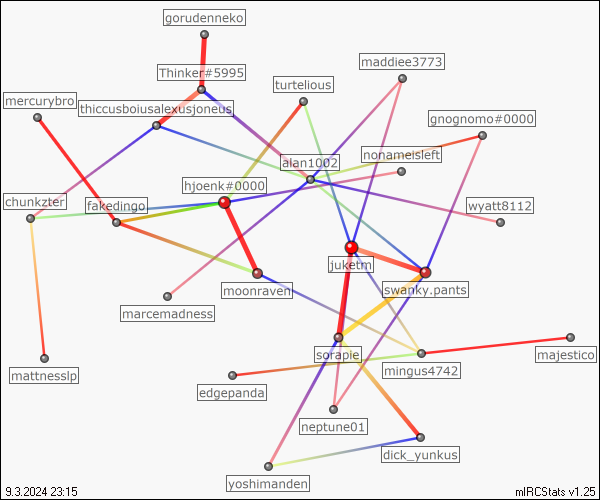 gorudenneko
maddiee3773
Thinker#5995
turtelious
mercurybro
thiccusboiusalexusjoneus
gnognomo#0000
nonameisleft
alan1002
hjoenk#0000
chunkzter
fakedingo
wyatt8112
juketm
moonraven
swanky.pants
marcemadness
sorapie
majestico
mingus4742
mattnesslp
edgepanda
neptune01
dick_yunkus
yoshimanden
9.3.2024 23:15
mIRCStats v1.25